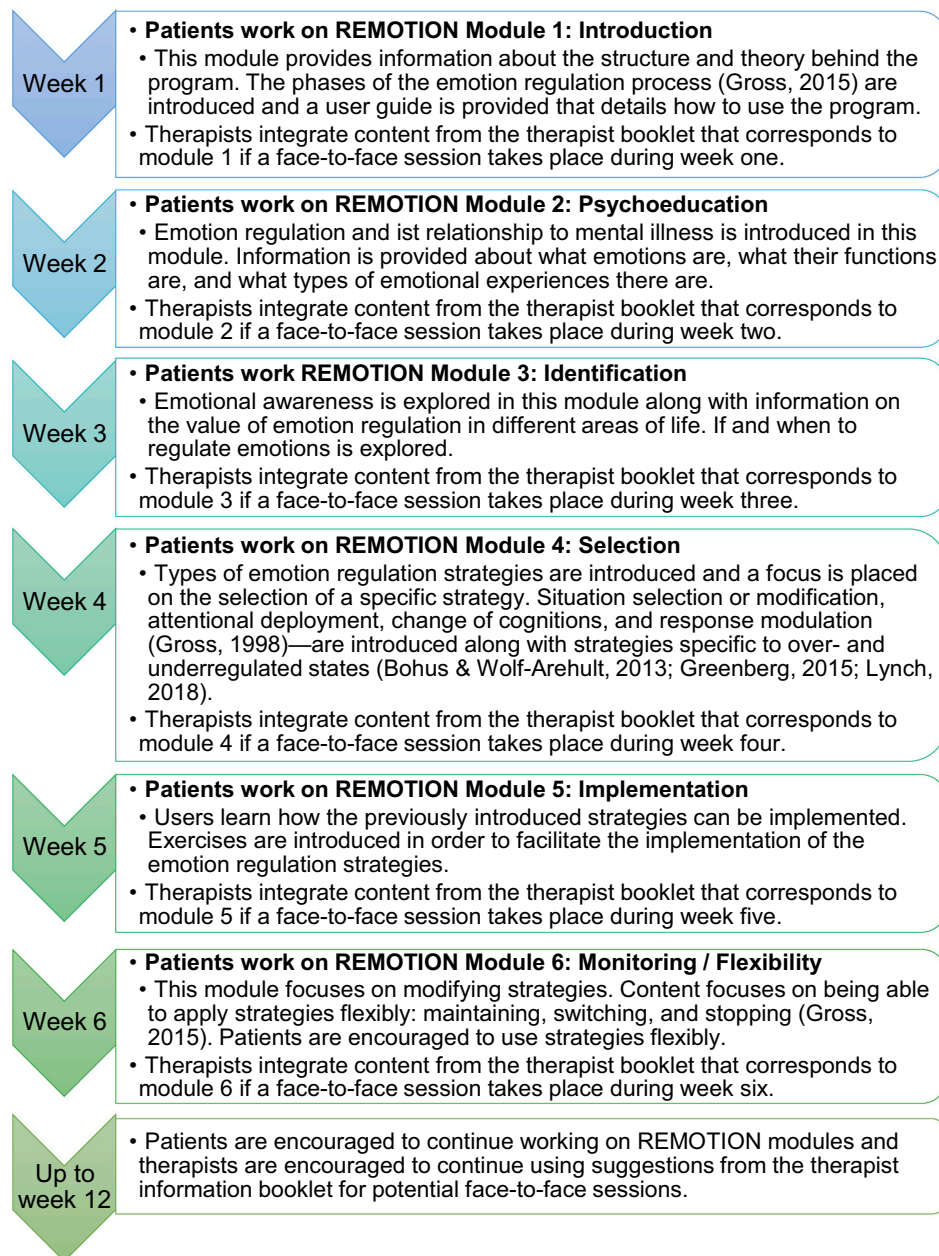 Week 1
• Patients work on REMOTION Module 1: Introduction
• This module provides information about the structure and theory behind the
program. The phases of the emotion regulation process (Gross, 2015) are
introduced and a user guide is provided that details how to use the program.
• Therapists integrate content from the therapist booklet that corresponds to
module 1 if a face-to-face session takes place during week one.
Week 2
• Patients work on REMOTION Module 2: Psychoeducation
• Emotion regulation and ist relationship to mental illness is introduced in this
module. Information is provided about what emotions are, what their functions
are, and what types of emotional experiences there are.
• Therapists integrate content from the therapist booklet that corresponds to
module 2 if a face-to-face session takes place during week two.
Week 3
• Patients work REMOTION Module 3: Identification
• Emotional awareness is explored in this module along with information on
the value of emotion regulation in different areas of life. If and when to
regulate emotions is explored.
• Therapists integrate content from the therapist booklet that corresponds to
module 3 if a face-to-face session takes place during week three.
Week 4
• Patients work on REMOTION Module 4: Selection
• Types of emotion regulation strategies are introduced and a focus is placed
on the selection of a specific strategy. Situation selection or modification,
attentional deployment, change of cognitions, and response modulation
(Gross, 1998)—are introduced along with strategies specific to over- and
underregulated states (Bohus & Wolf-Arehult, 2013; Greenberg, 2015; Lynch,
2018).
• Therapists integrate content from the therapist booklet that corresponds to
module 4 if a face-to-face session takes place during week four.
Week 5
• Patients work on REMOTION Module 5: Implementation
• Users learn how the previously introduced strategies can be implemented.
Exercises are introduced in order to facilitate the implementation of the
emotion regulation strategies.
• Therapists integrate content from the therapist booklet that corresponds to
module 5 if a face-to-face session takes place during week five.
Week 6
• Patients work on REMOTION Module 6: Monitoring / Flexibility
• This module focuses on modifying strategies. Content focuses on being able
to apply strategies flexibly: maintaining, switching, and stopping (Gross,
2015). Patients are encouraged to use strategies flexibly.
• Therapists integrate content from the therapist booklet that corresponds to
module 6 if a face-to-face session takes place during week six.
Up to
week 12
• Patients are encouraged to continue working on REMOTION modules and
therapists are encouraged to continue using suggestions from the therapist
information booklet for potential face-to-face sessions.